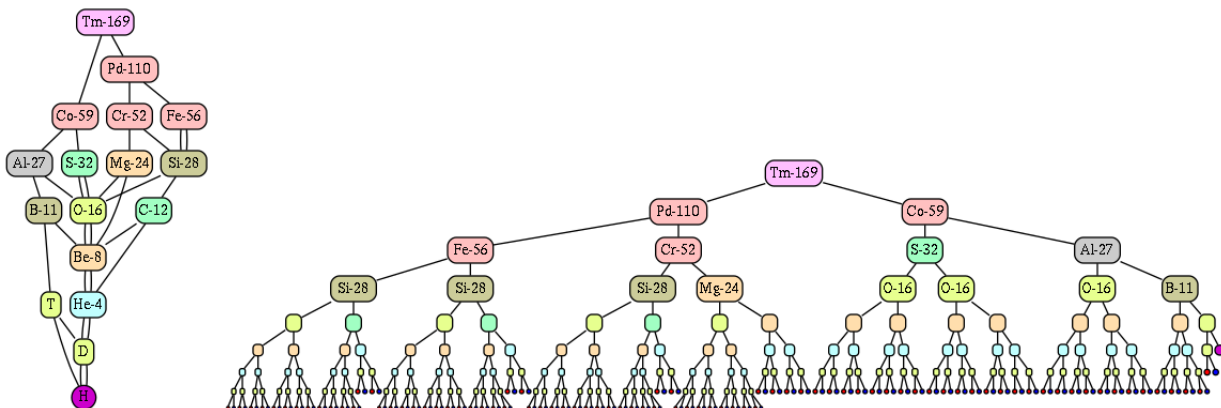 Tm-169
Pd-110
Co-59 Cr-52 Fe-56
Al-27 S-32 Mg-24 Si-28
B-11 O-16 C-12
Be-8
T He-4
D
H
Tm-169
Pd-110 Co-59
Fe-56 Cr-52 S-32 Al-27
Si-28 Si-28 Si-28 Mg-24 O-16 O-16 O-16 B-11